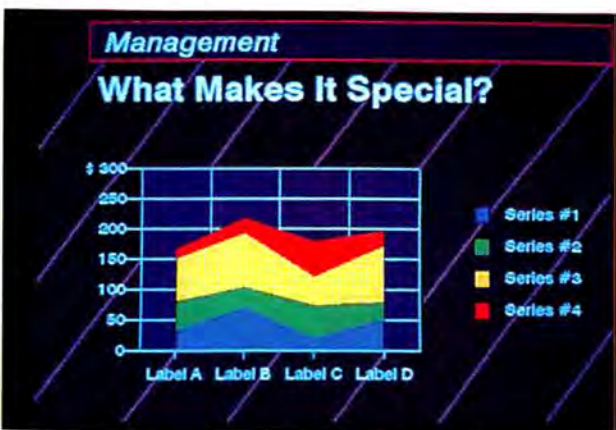 Management
What Makes It Special?
$ 300
250
200
150
100
50
0
Label A Label B Label C Label D
Series #1
Series #2
Series #3
Series #4